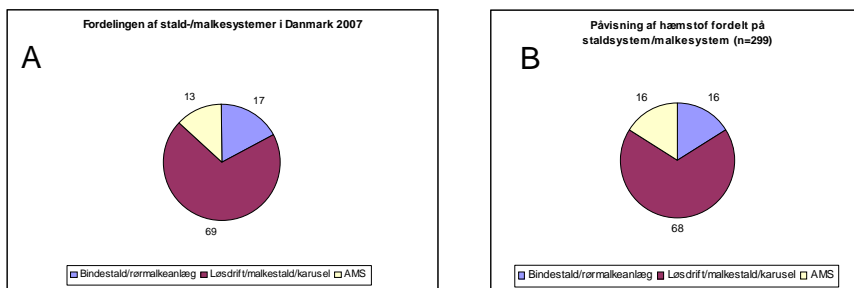 Fordelingen af stald-/malkesystemer i Danmark 2007
A
13
17
69
Bindestald/rørmalkeanlæg Løsdrift/malkestald/karusel AMS
Påvisning af hæmstof fordelt på
staldsystem/malkesystem (n=299)
B
16
16
68
Bindestald/rørmalkeanlæg Løsdrift/malkestald/karusel AMS